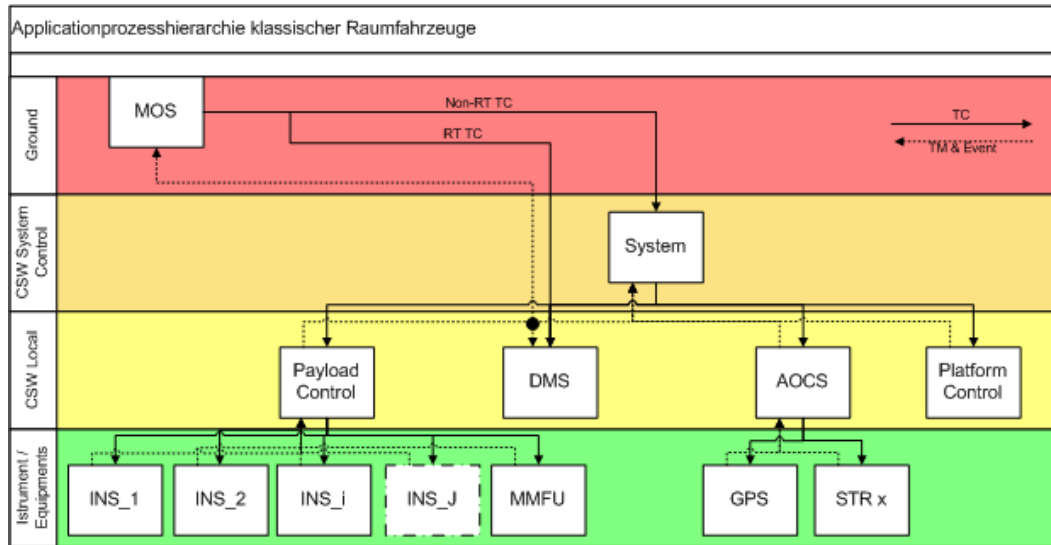 Applicationprozesshierarchie klassischer Raumfahrzeuge
Ground
MOS
Non-RT TC
RT TC
TC
TM & Event
CSW System
Control
System
CSW Local
Payload
Control
DMS
AOCS
Platform
Control
Istrument /
Equipments
INS_1
INS_2
INS_i
INS_J
MMFU
GPS
STR x